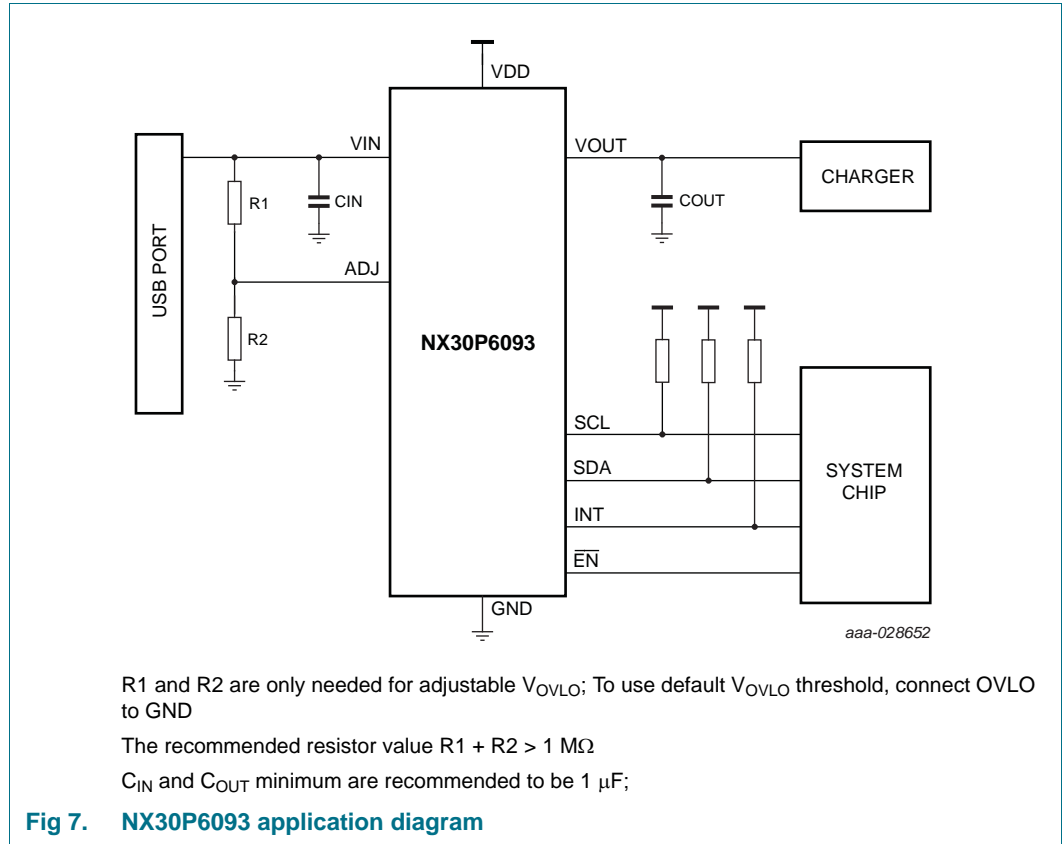 VDD
VIN
VOUT
CHARGER
R1
CIN
COUT
USB PORT
ADJ
R2
NX30P6093
SCL
SDA
SYSTEM
CHIP
INT
EN
GND
aaa-028652
R1 and R2 are only needed for adjustable VOVLO; To use default VOVLO threshold, connect OVLO
to GND
The recommended resistor value R1 + R2 > 1 MΩ
CIN and COUT minimum are recommended to be 1 μF;
Fig 7. NX30P6093 application diagram